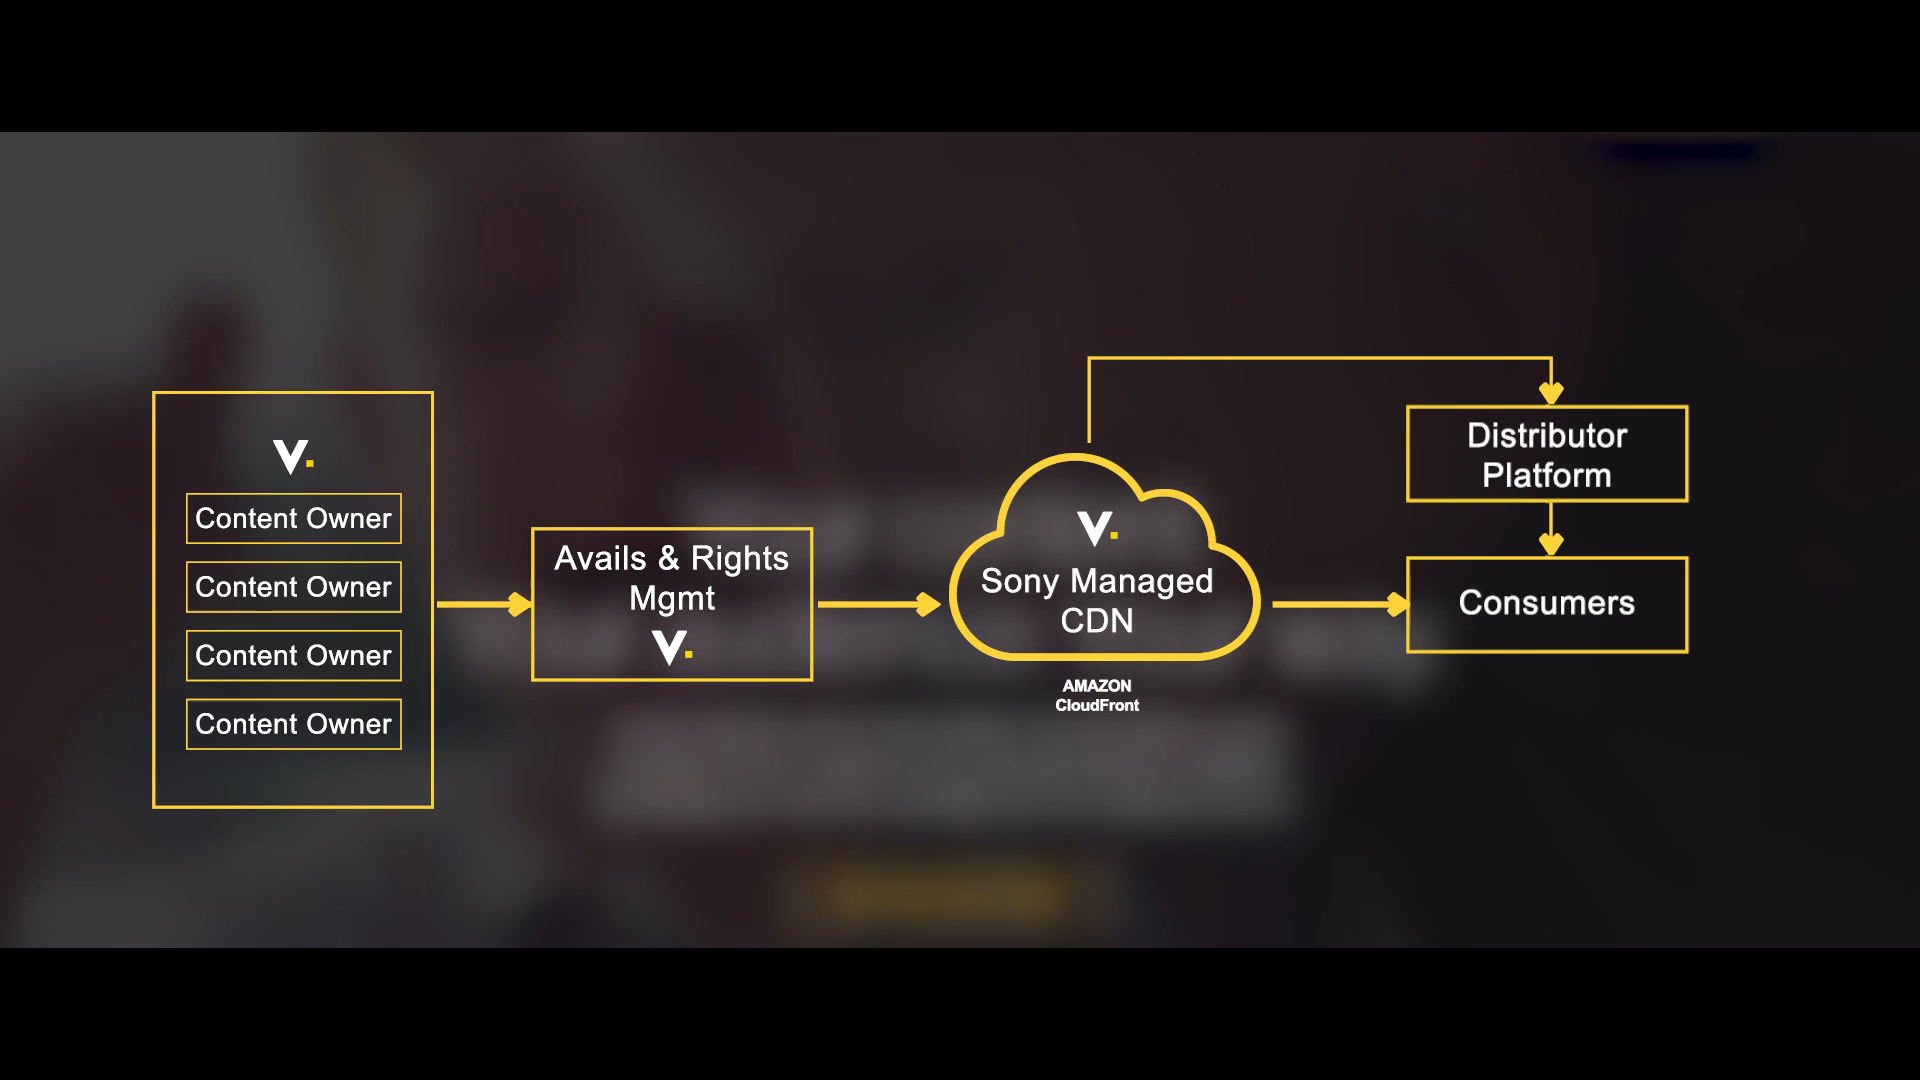 V.
Content Owner
Content Owner
Content Owner
Content Owner
Avails & Rights
Mgmt
V.
V.
Sony Managed
CDN
AMAZON
CloudFront
Distributor
Platform
Consumers